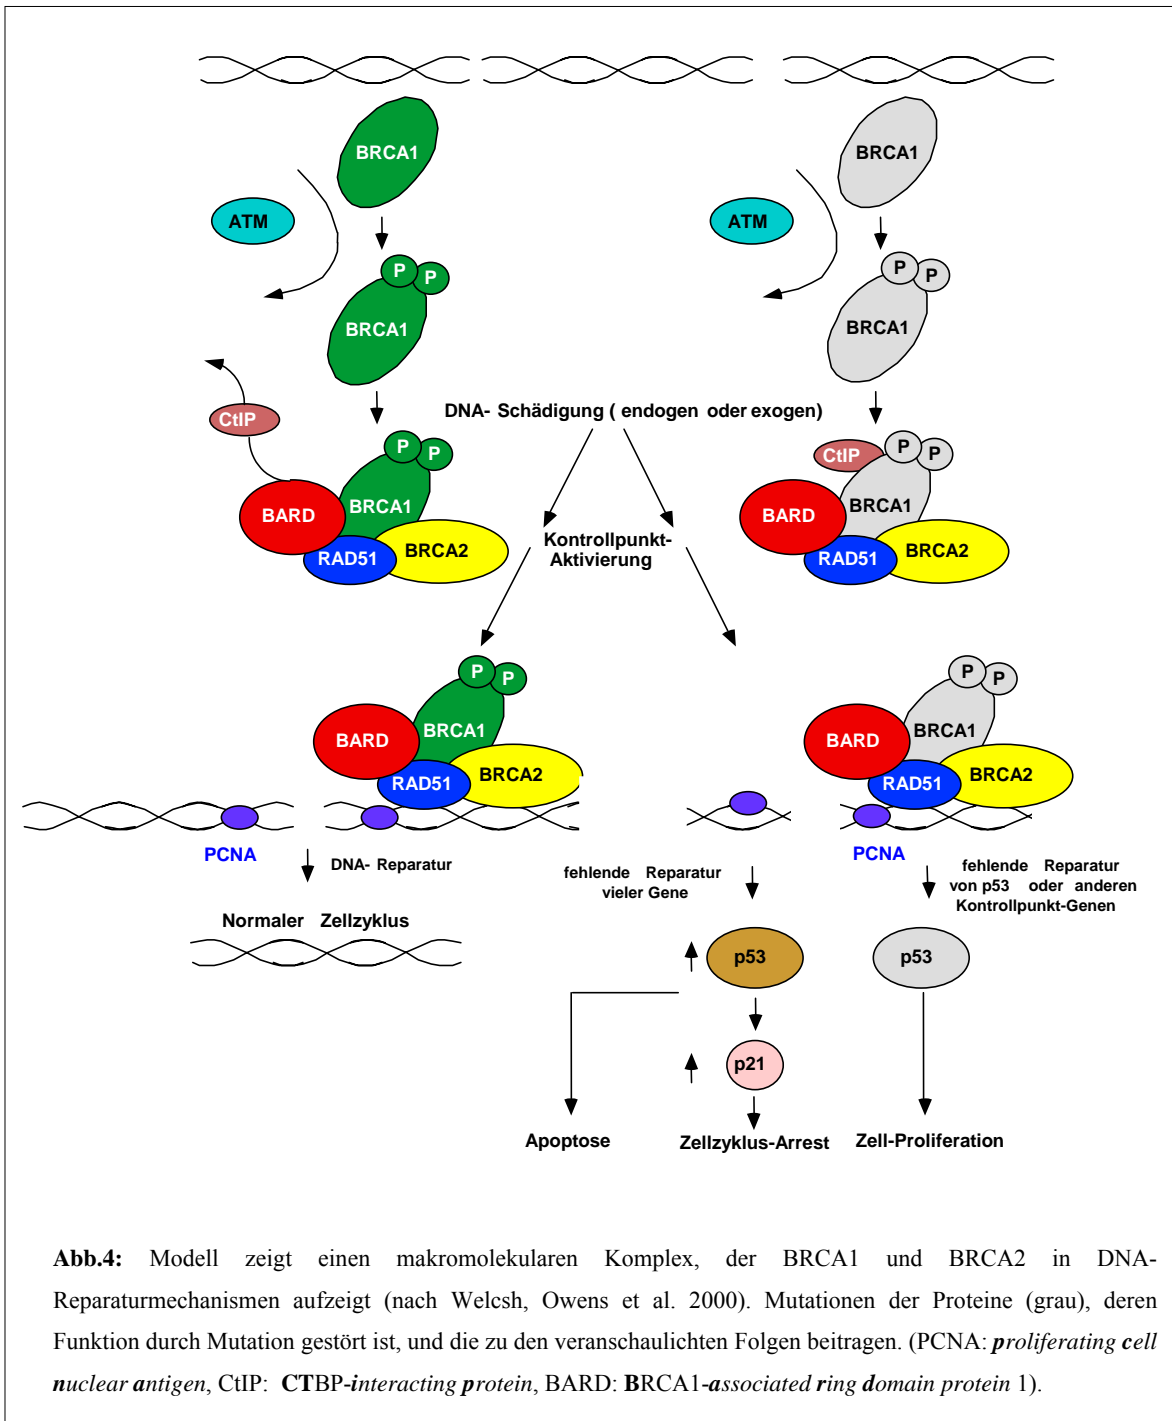 BRCA1
BRCA1
ATM
ATM
P
P
P
P
BRCA1
BRCA1
DNA- Schädigung ( endogen oder exogen)
CtIP
P
P
P
P
CtIP
BARD
BRCA1
BARD
BRCA1
RAD51
BRCA2
Kontrollpunkt-
Aktivierung
RAD51
BRCA2
P
P
P
P
BARD
BRCA1
BARD
BRCA1
RAD51
BRCA2
RAD51
BRCA2
PCNA
DNA- Reparatur
PCNA
fehlende Reparatur
vieler Gene
fehlende Reparatur
von p53 oder anderen
Kontrollpunkt-Genen
Normaler Zellzyklus
p53
p53
p21
Apoptose
Zellzyklus-Arrest
Zell-Proliferation
Abb.4: Modell zeigt einen makromolekularen Komplex, der BRCA1 und BRCA2 in DNA-
Reparaturmechanismen aufzeigt (nach Welcsh, Owens et al. 2000). Mutationen der Proteine (grau), deren
Funktion durch Mutation gestört ist, und die zu den veranschaulichten Folgen beitragen. (PCNA: proliferating cell
nuclear antigen, CtIP: CTBP-interacting protein, BARD: BRCA1-associated ring domain protein 1).